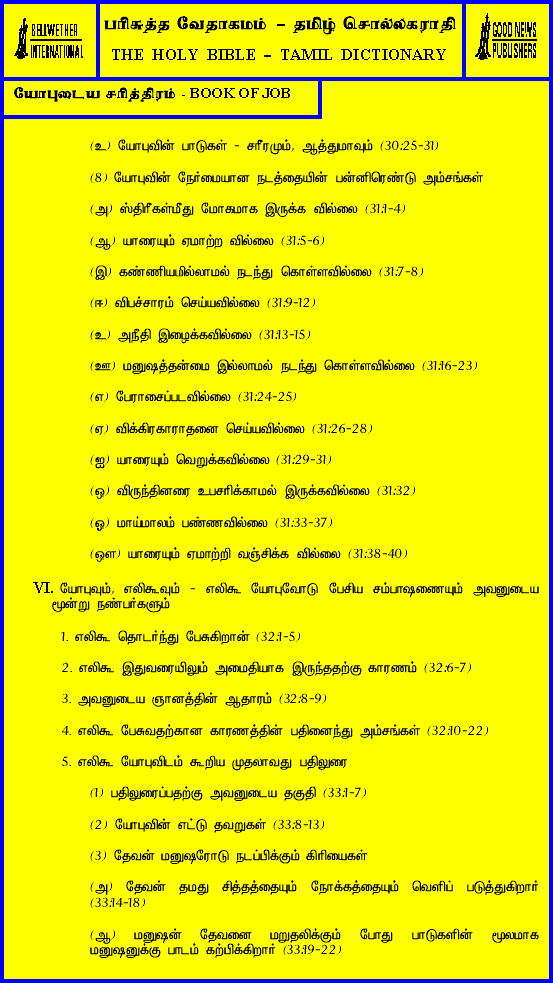 BELLWETHER
INTERNATIONAL
பரிசுத்த வேதாகமம் – தமிழ் சொல்லகராதி
THE HOLY BIBLE – TAMIL DICTIONARY
GOOD NEWS
PUBLISHERS
யோபுடைய சரித்திரம் - BOOK OF JOB
(உ) யோபுவின் பாடுகள் - சரீரமும், ஆத்துமாவும் (30:25-31)
(8) யோபுவின் நேர்மையான நடத்தையின் பன்னிரெண்டு அம்சங்கள்
(அ) ஸ்திரீகள்மீது மோகமாக இருக்க வில்லை (31:1-4)
(ஆ) யாரையும் ஏமாற்ற வில்லை (31:5-6)
(இ) கண்ணியமில்லாமல் நடந்து கொள்ளவில்லை (31:7-8)
(ஈ) விபச்சாரம் செய்யவில்லை (31:9-12)
(உ) அநீதி இழைக்கவில்லை (31:13-15)
(ஊ) மனுஷத்தன்மை இல்லாமல் நடந்து கொள்ளவில்லை (31:16-23)
(எ) பேராசைப்படவில்லை (31:24-25)
(ஏ) விக்கிரகாராதனை செய்யவில்லை (31:26-28)
(ஐ) யாரையும் வெறுக்கவில்லை (31:29-31)
(ஒ) விருந்தினரை உபசரிக்காமல் இருக்கவில்லை (31:32)
(ஓ) மாய்மாலம் பண்ணவில்லை (31:33-37)
(ஔ) யாரையும் ஏமாற்றி வஞ்சிக்க வில்லை (31:38-40)
VI. யோபுவும், எலிகூவும் - எலிகூ யோபுவோடு பேசிய சம்பாஷணையும் அவனுடைய
மூன்று நண்பர்களும்
1. எலிகூ தொடர்ந்து பேசுகிறான் (32:1-5)
2. எலிகூ இதுவரையிலும் அமைதியாக இருந்ததற்கு காரணம் (32:6-7)
3. அவனுடைய ஞானத்தின் ஆதாரம் (32:8-9)
4. எலிகூ பேசுவதற்கான காரணத்தின் பதினைந்து அம்சங்கள் (32:10-22)
5. எலிகூ யோபுவிடம் கூறிய முதலாவது பதிலுரை
(1) பதிலுரைப்பதற்கு அவனுடைய தகுதி (33:1-7)
(2) யோபுவின் எட்டு தவறுகள் (33:8-13)
(3) தேவன் மனுஷரோடு நடப்பிக்கும் கிரியைகள்
(அ) தேவன் தமது சித்தத்தையும் நோக்கத்தையும் வெளிப் படுத்துகிறார்
(33:14-18)
(ஆ) மனுஷன் தேவனை மறுதலிக்கும் போது பாடுகளின் மூலமாக
மனுஷனுக்கு பாடம் கற்பிக்கிறார் (33:19-22)